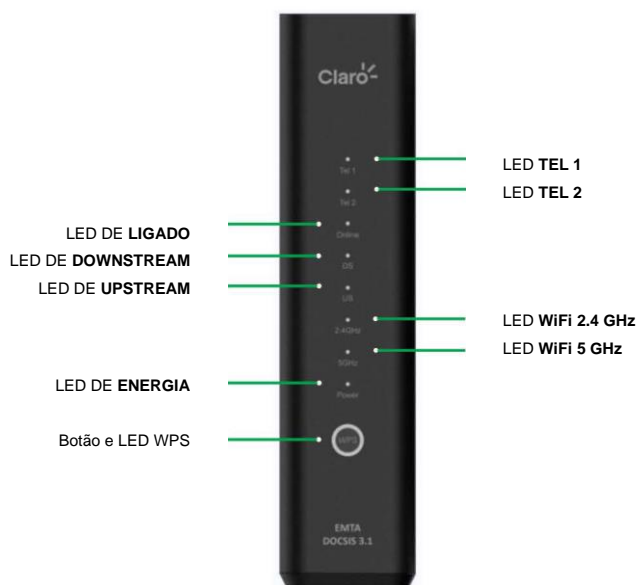 Claro
Tel 1
LED TEL 1
Tel 2
LED TEL 2
LED DE LIGADO
Online
LED DE DOWNSTREAM
DS
LED DE UPSTREAM
US
2.4GHz
LED WiFi 2.4 GHz
5GHz
LED WiFi 5 GHz
LED DE ENERGIA
Power
Botão e LED WPS
WPS
EMTA
DOCSIS 3.1